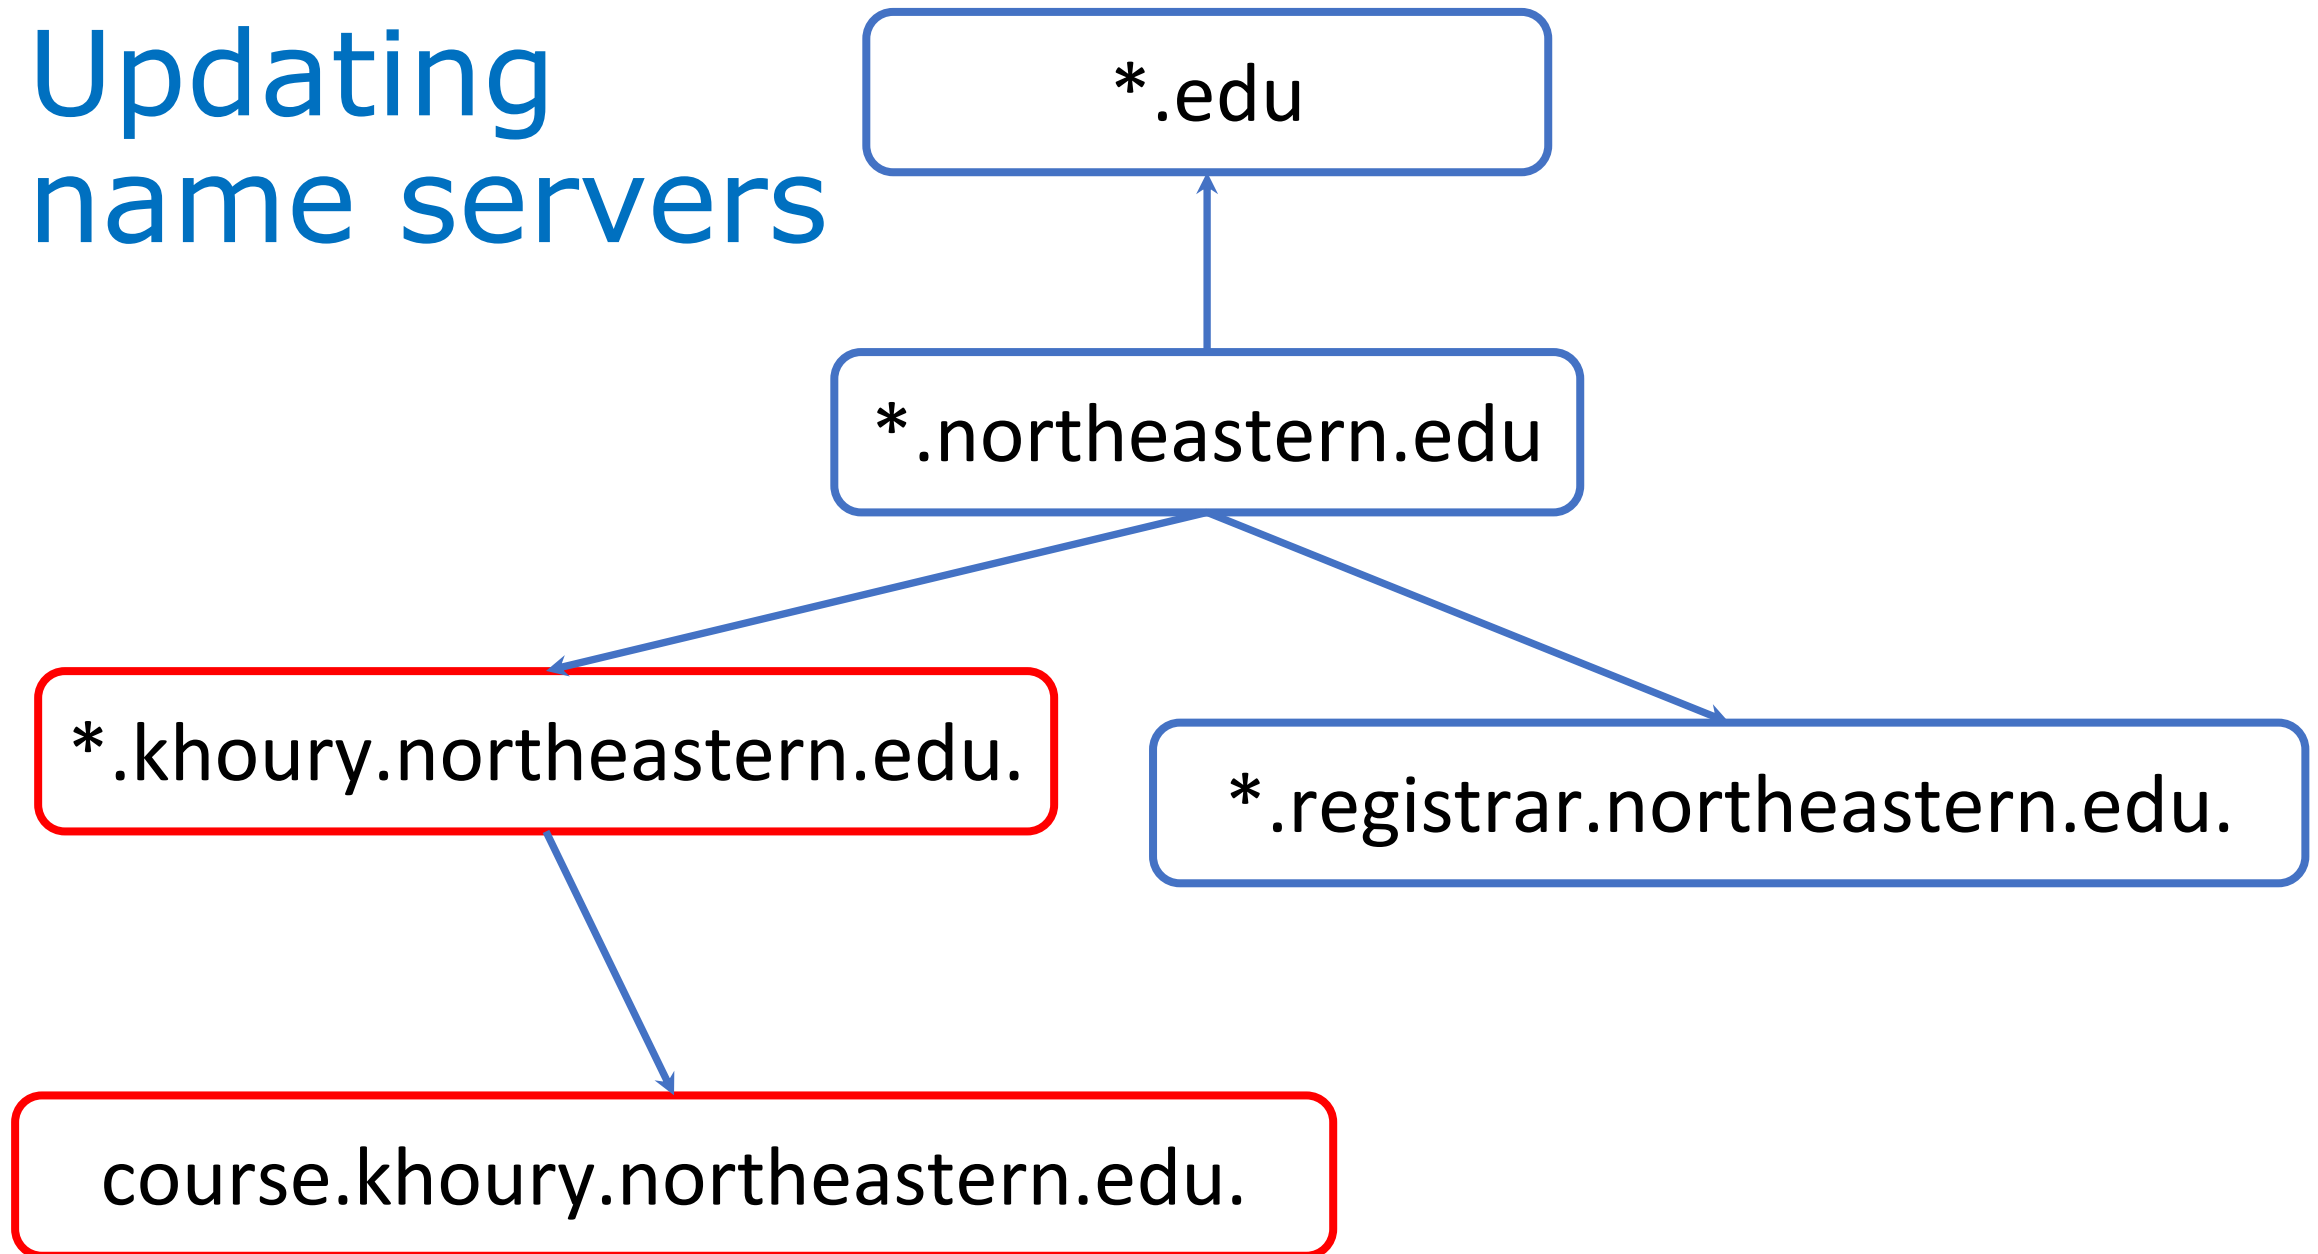 Updating
name servers
*.edu
*.northeastern.edu
*.khoury.northeastern.edu.
*.registrar.northeastern.edu.
course.khoury.northeastern.edu.